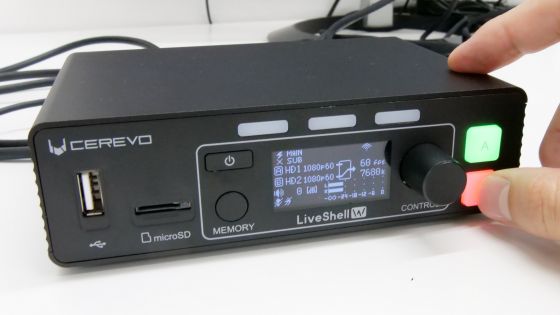 CEREVO
microSD
MEMORY
MAIN
SUB
HD1 1080p60
HD2 1080p60
60 fps
7680k
LiveShell W
CONTROL
A